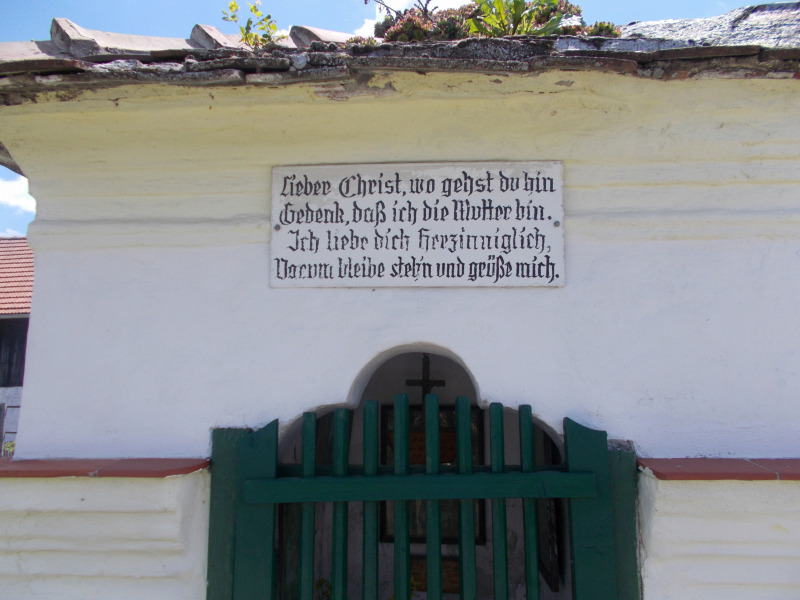 Lieber Christ, wo gehst du hin
Gedenk, daß ich die Mutter bin.
Ich liebe dich herzinniglich,
Darum bleibe steh'n und grüße mich.